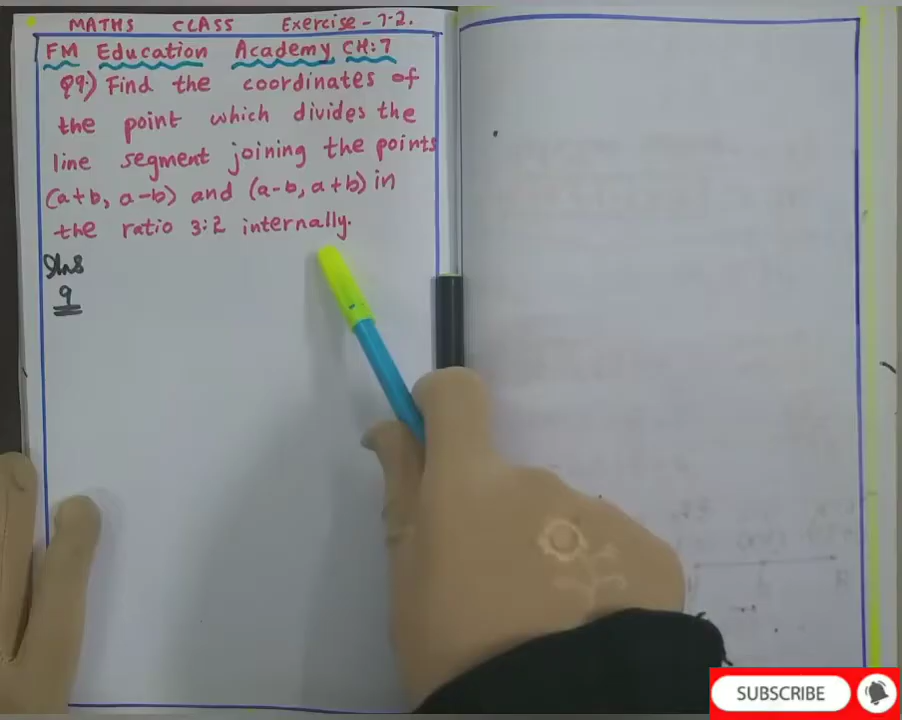 MATHS CLASS Exercise-7.2.
FM Education Academy CH:7
Q9.) Find the coordinates of
the point which divides the
line segment joining the points
(a+b, a-b) and (a-b, a+b) in
the ratio 3:2 internally.
Ans
9
SUBSCRIBE